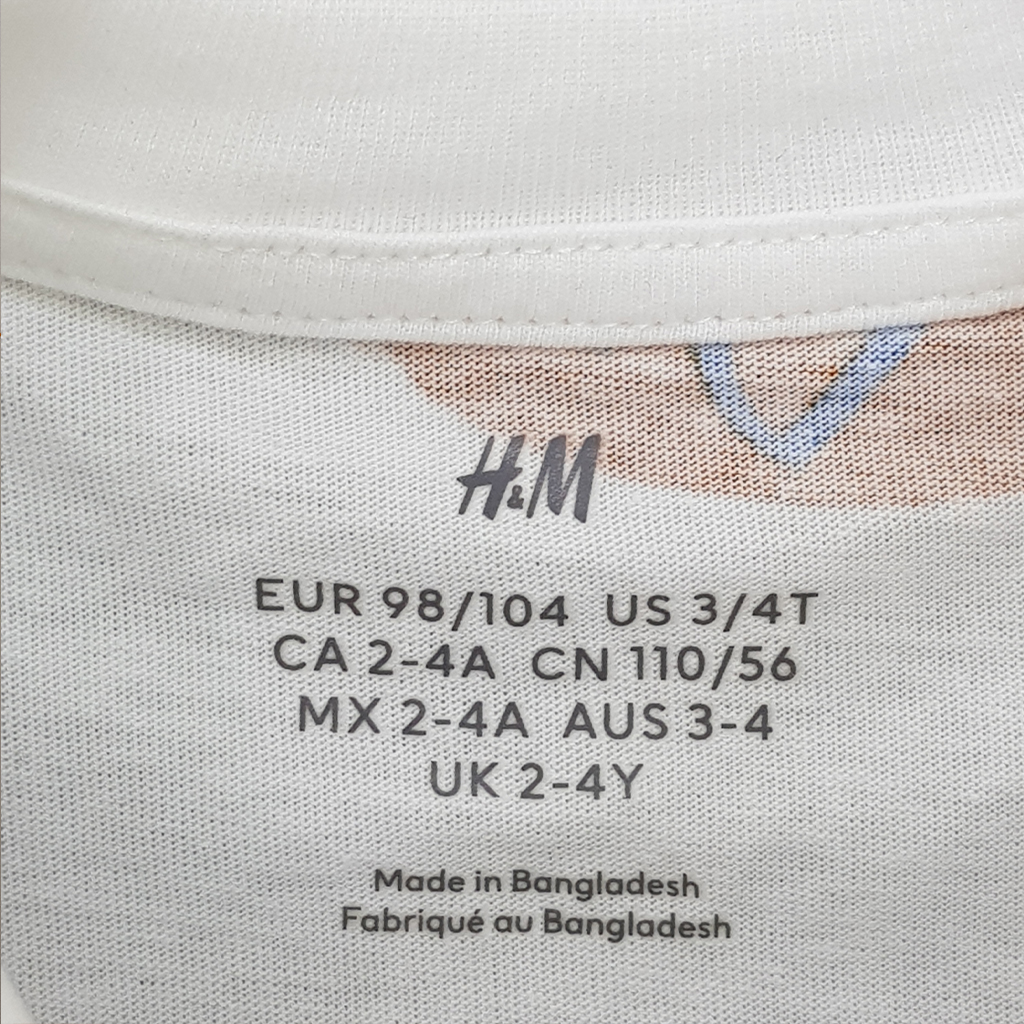 H&M
EUR 98/104 US 3/4T
CA 2-4A CN 110/56
MX 2-4A AUS 3-4
UK 2-4Y
Made in Bangladesh
Fabriqué au Bangladesh